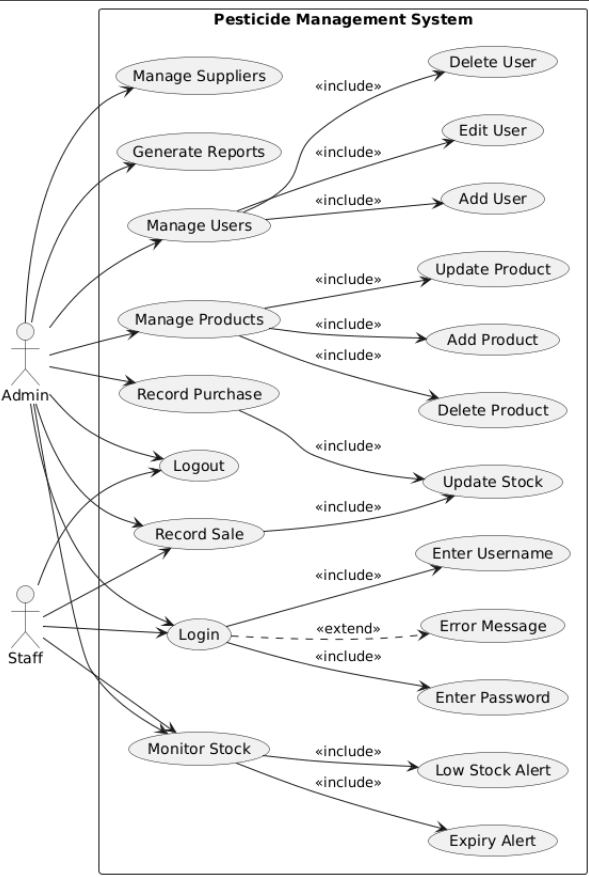 Pesticide Management System
Delete User
Manage Suppliers
«include»
Edit User
Generate Reports
«include»
Add User
«include»
Manage Users
Update Product
«include»
Manage Products
«include»
Add Product
«include»
Admin
Record Purchase
Delete Product
«include»
Logout
Update Stock
«include»
Record Sale
Enter Username
«include»
Login
«extend»
Error Message
Staff
«include»
Enter Password
Monitor Stock
«include»
Low Stock Alert
«include»
Expiry Alert